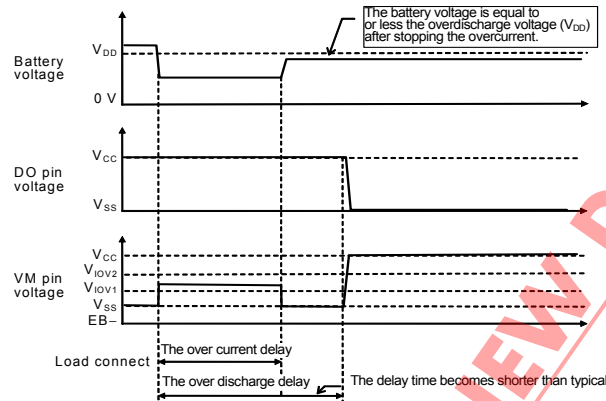 The battery voltage is equal to
or less the overdischarge voltage (VDD)
after stopping the overcurrent.
VDD
Battery
voltage
0 V
VCC
DO pin
voltage
VSS
VCC
VM pin
voltage
VIOV2
VIOV1
VSS
EB−
Load connect
The over current delay
The over discharge delay
The delay time becomes shorter than typical
NEW